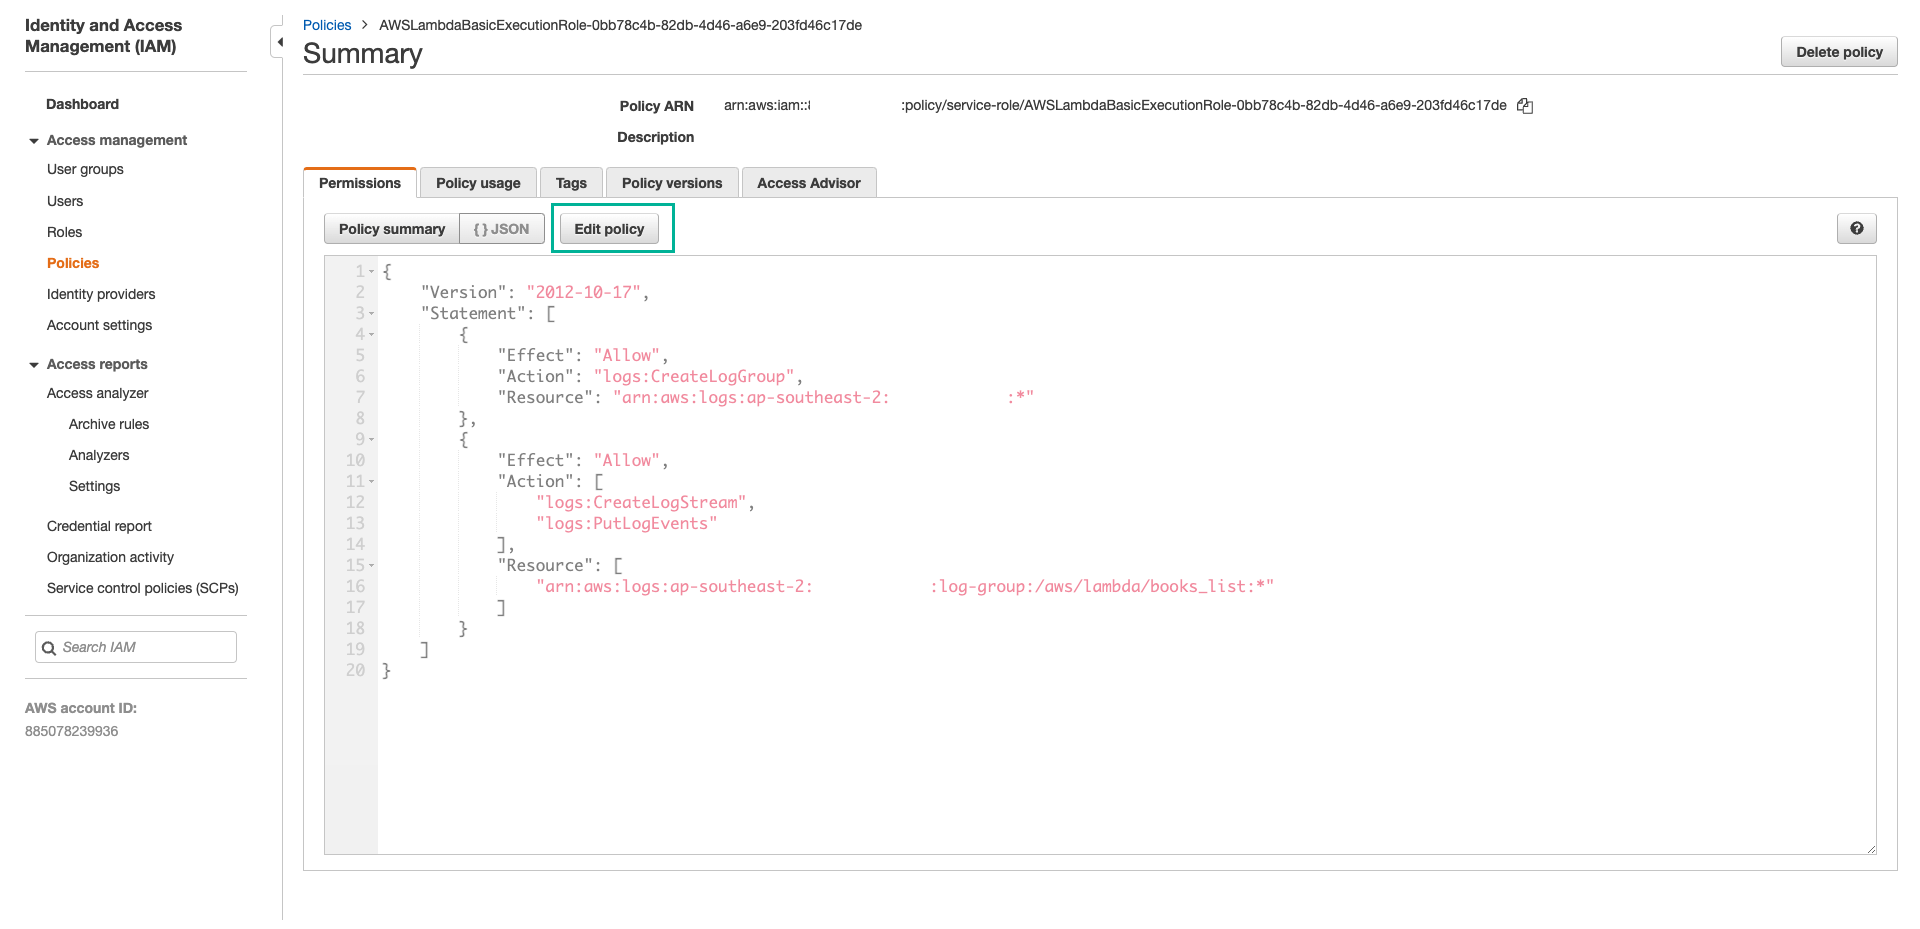 Identity and Access
Management (IAM)
Dashboard
Access management
User groups
Users
Roles
Policies
Identity providers
Account settings
Access reports
Access analyzer
Archive rules
Analyzers
Settings
Credential report
Organization activity
Service control policies (SCPs)
Search IAM
AWS account ID:
885078239936
Policies > AWSLambdaBasicExecutionRole-0bb78c4b-82db-4d46-a6e9-203fd46c17de
Summary
Delete policy
Policy ARN arn:aws:iam:: :policy/service-role/AWSLambdaBasicExecutionRole-0bb78c4b-82db-4d46-a6e9-203fd46c17de
Description
Permissions Policy usage Tags Policy versions Access Advisor
Policy summary { } JSON Edit policy ?
1 {
2 "Version": "2012-10-17",
3 "Statement": [
4 {
5 "Effect": "Allow",
6 "Action": "logs:CreateLogGroup",
7 "Resource": "arn:aws:logs:ap-southeast-2: :*"
8 },
9 {
10 "Effect": "Allow",
11 "Action": [
12 "logs:CreateLogStream",
13 "logs:PutLogEvents"
14 ],
15 "Resource": [
16 "arn:aws:logs:ap-southeast-2: :log-group:/aws/lambda/books_list:*"
17 ]
18 }
19 ]
20 }